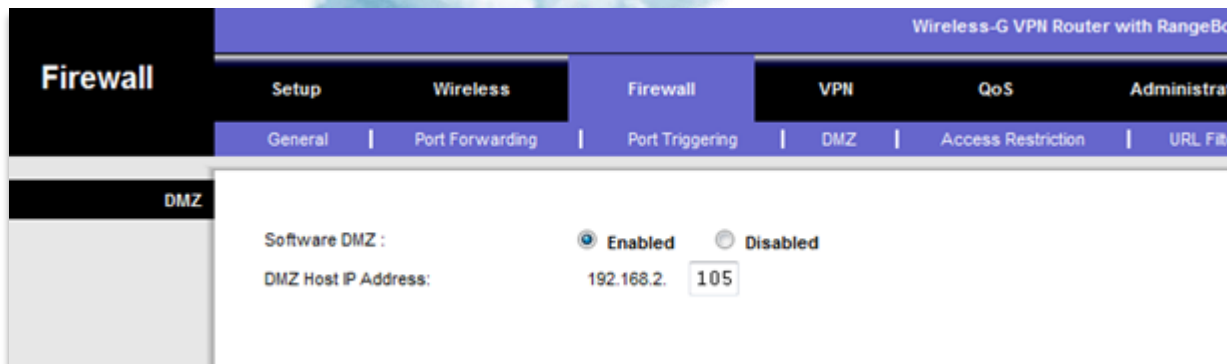 Wireless-G VPN Router with RangeBo
Firewall
Setup Wireless Firewall VPN QoS Administra
General | Port Forwarding | Port Triggering | DMZ | Access Restriction | URL Filt
DMZ
Software DMZ : Enabled Disabled
DMZ Host IP Address: 192.168.2. 105